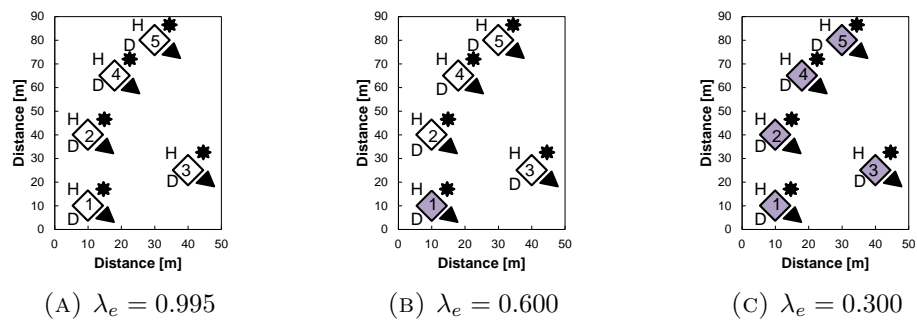 90
80
70
60
50
40
30
20
10
0
Distance [m]
H
D 5
H
D 4
H
D 2
H
D 3
H
D 1
0 10 20 30 40 50
Distance [m]
(A) λe = 0.995
90
80
70
60
50
40
30
20
10
0
Distance [m]
H
D 5
H
D 4
H
D 2
H
D 3
H
D 1
0 10 20 30 40 50
Distance [m]
(B) λe = 0.600
90
80
70
60
50
40
30
20
10
0
Distance [m]
H
D 5
H
D 4
H
D 2
H
D 3
H
D 1
0 10 20 30 40 50
Distance [m]
(C) λe = 0.300